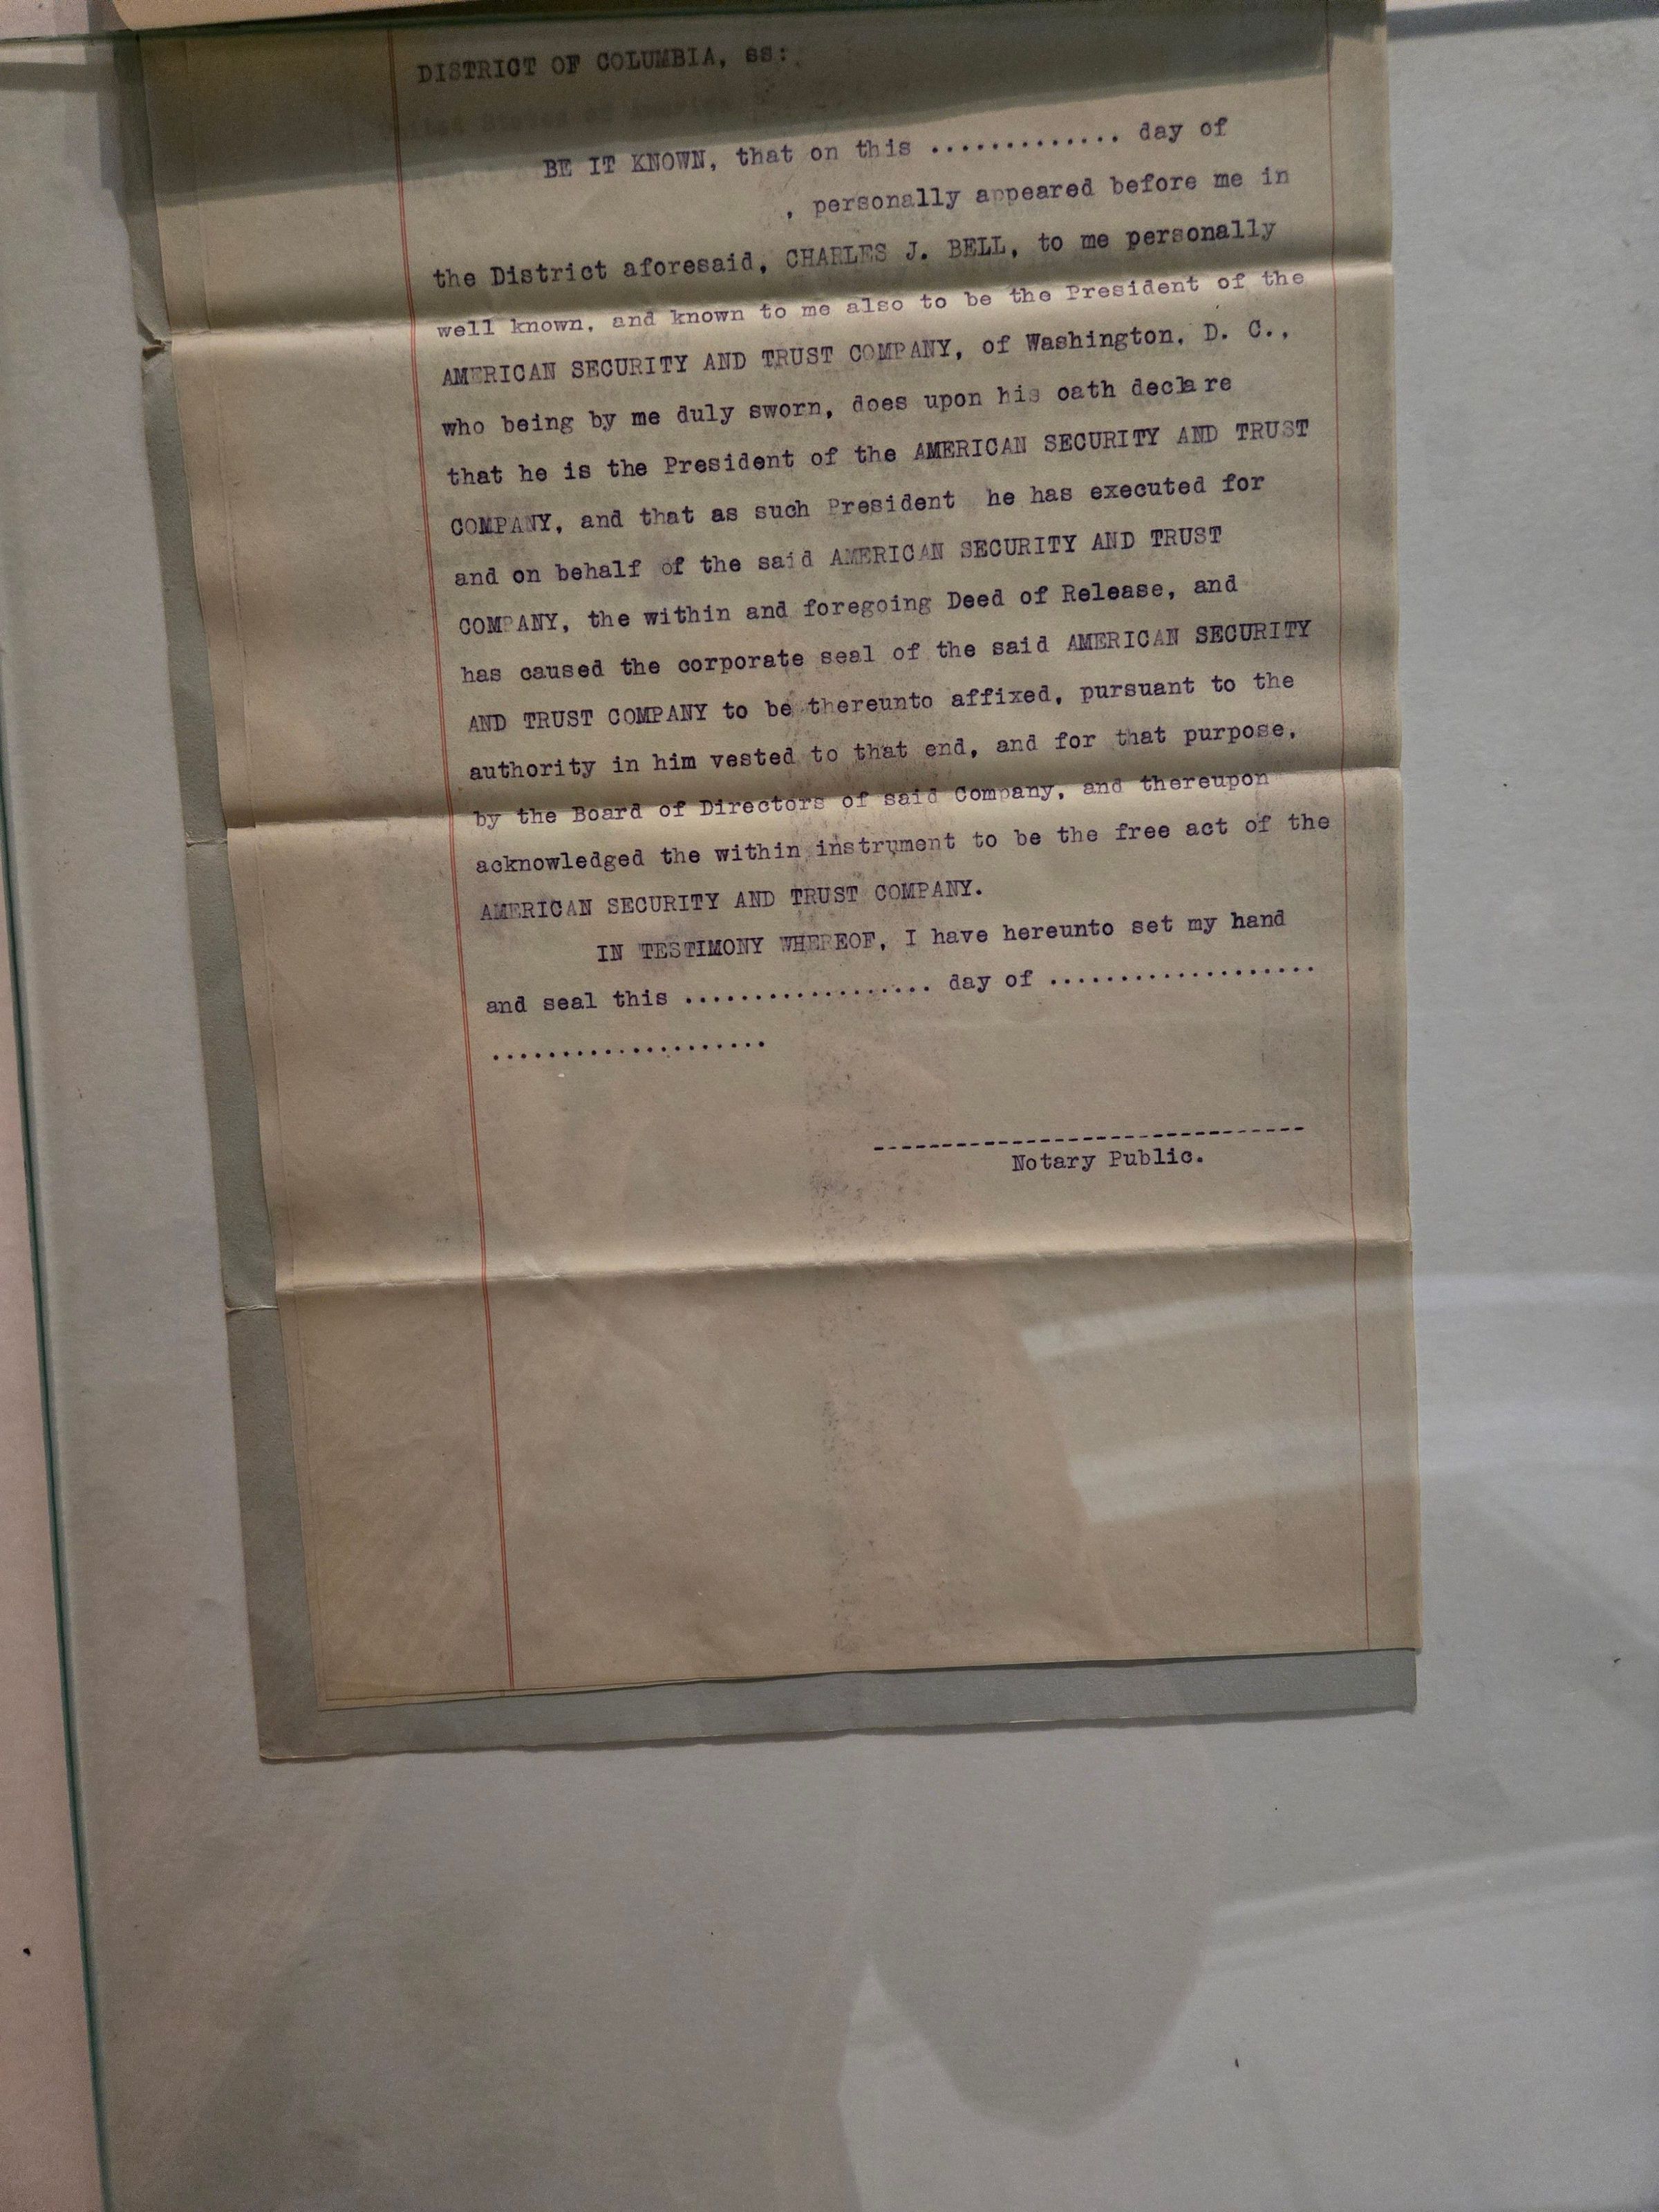 DISTRICT OF COLUMBIA, ss:
BE IT KNOWN, that on this ............. day of
, personally appeared before me in
the District aforesaid, CHARLES J. BELL, to me personally
well known, and known to me also to be the President of the
AMERICAN SECURITY AND TRUST COMPANY, of Washington, D. C.,
who being by me duly sworn, does upon his oath declare
that he is the President of the AMERICAN SECURITY AND TRUST
COMPANY, and that as such President he has executed for
and on behalf of the said AMERICAN SECURITY AND TRUST
COMPANY, the within and foregoing Deed of Release, and
has caused the corporate seal of the said AMERICAN SECURITY
AND TRUST COMPANY to be thereunto affixed, pursuant to the
authority in him vested to that end, and for that purpose,
by the Board of Directors of said Company, and thereupon
acknowledged the within instrument to be the free act of the
AMERICAN SECURITY AND TRUST COMPANY.
IN TESTIMONY WHEREOF, I have hereunto set my hand
and seal this .................. day of ...................
....................
-------------------------------
Notary Public.